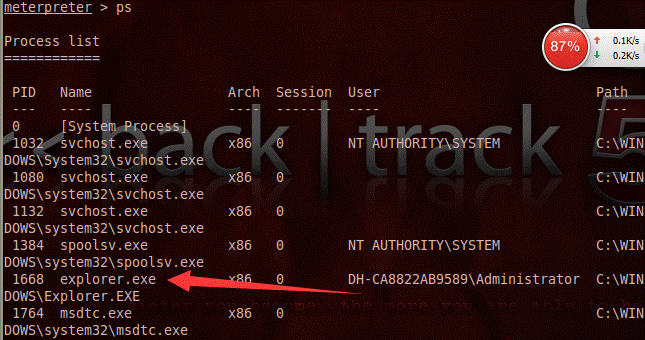 meterpreter > ps
Process list
============
87%
0.1K/s
0.2K/s
PID Name Arch Session User Path
--- ---- ---- ------- ---- ----
0 [System Process]
1032 svchost.exe x86 0 NT AUTHORITY\SYSTEM C:\WIN
DOWS\System32\svchost.exe
1080 svchost.exe x86 0 C:\WIN
DOWS\system32\svchost.exe
1132 svchost.exe x86 0 C:\WIN
DOWS\system32\svchost.exe
1384 spoolsv.exe x86 0 NT AUTHORITY\SYSTEM C:\WIN
DOWS\system32\spoolsv.exe
1668 explorer.exe x86 0 DH-CA8822AB9589\Administrator C:\WIN
DOWS\Explorer.EXE
1764 msdtc.exe x86 0 C:\WIN
DOWS\system32\msdtc.exe
<< back | track 5
the more you are able to